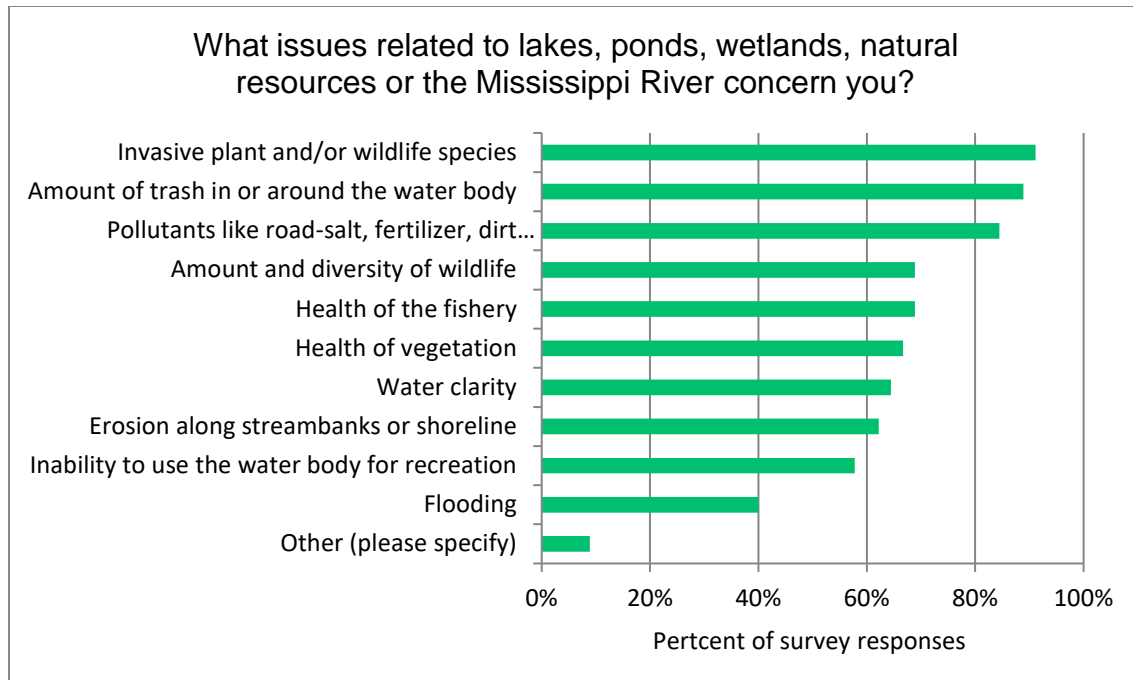 What issues related to lakes, ponds, wetlands, natural
resources or the Mississippi River concern you?
Invasive plant and/or wildlife species
Amount of trash in or around the water body
Pollutants like road-salt, fertilizer, dirt...
Amount and diversity of wildlife
Health of the fishery
Health of vegetation
Water clarity
Erosion along streambanks or shoreline
Inability to use the water body for recreation
Flooding
Other (please specify)
0% 20% 40% 60% 80% 100%
Pertcent of survey responses